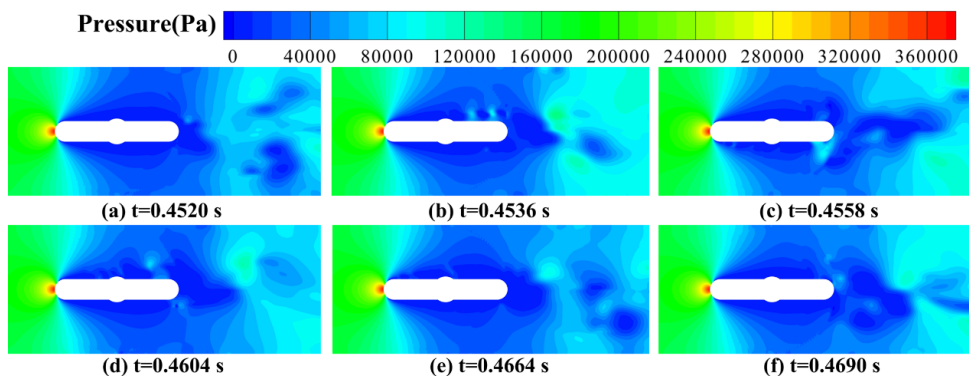 Pressure(Pa)
0 40000 80000 120000 160000 200000 240000 280000 320000 360000
(a) t=0.4520 s (b) t=0.4536 s (c) t=0.4558 s
(d) t=0.4604 s (e) t=0.4664 s (f) t=0.4690 s